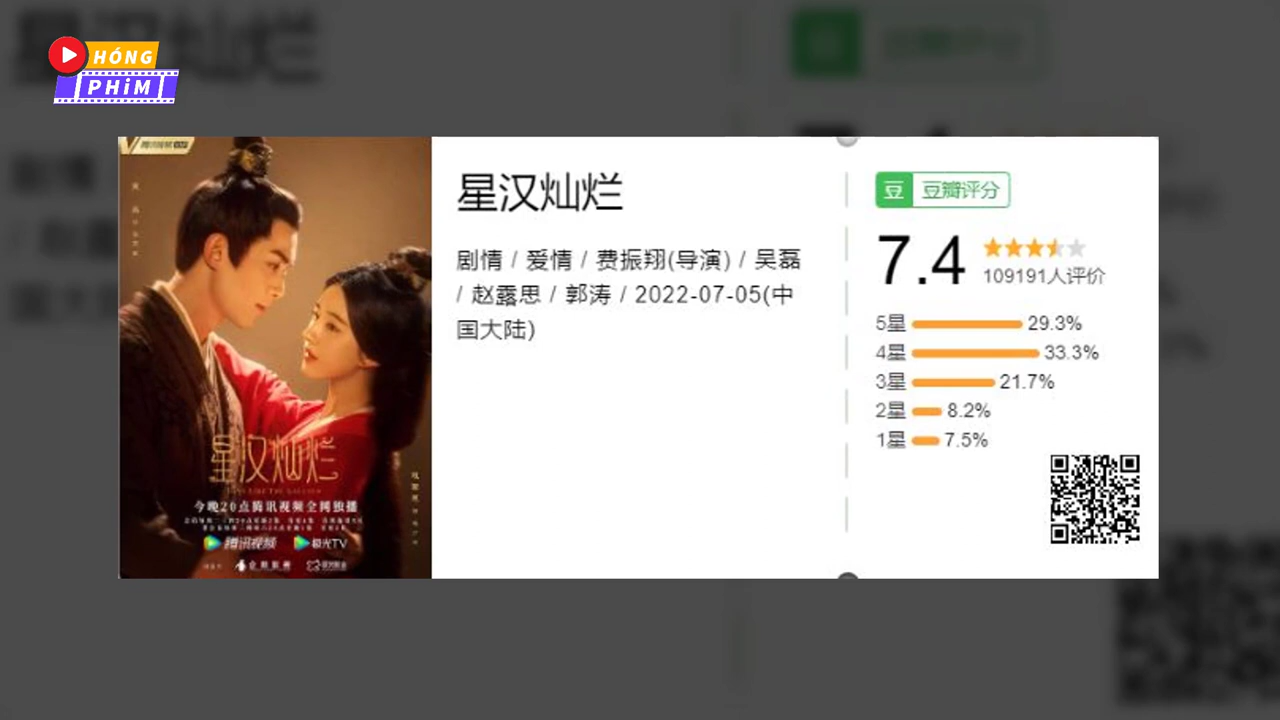 HÓNG
PHiM
星汉灿烂
剧情 / 爱情 / 费振翔(导演) / 吴磊
/ 赵露思 / 郭涛 / 2022-07-05(中
国大陆)
豆 豆瓣评分
7.4
109191人评价
5星 29.3%
4星 33.3%
3星 21.7%
2星 8.2%
1星 7.5%
星汉灿烂
今晚20点腾讯视频全网独播
腾讯视频 极光TV